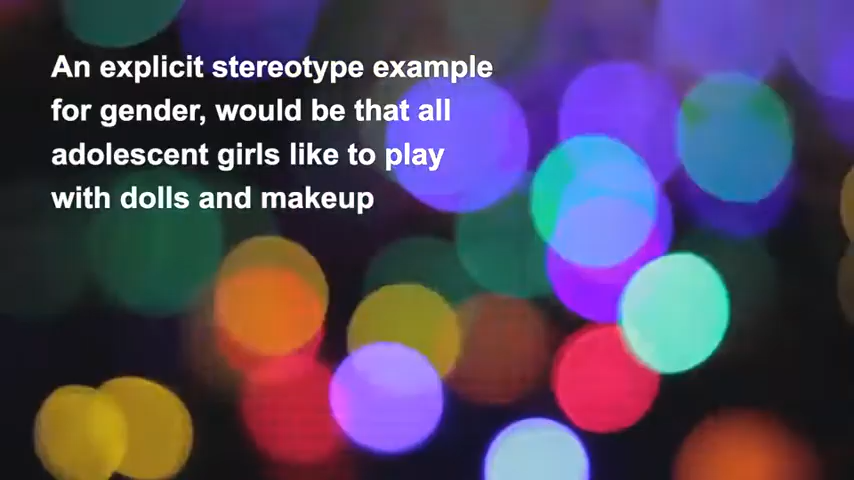 An explicit stereotype example
for gender, would be that all
adolescent girls like to play
with dolls and makeup